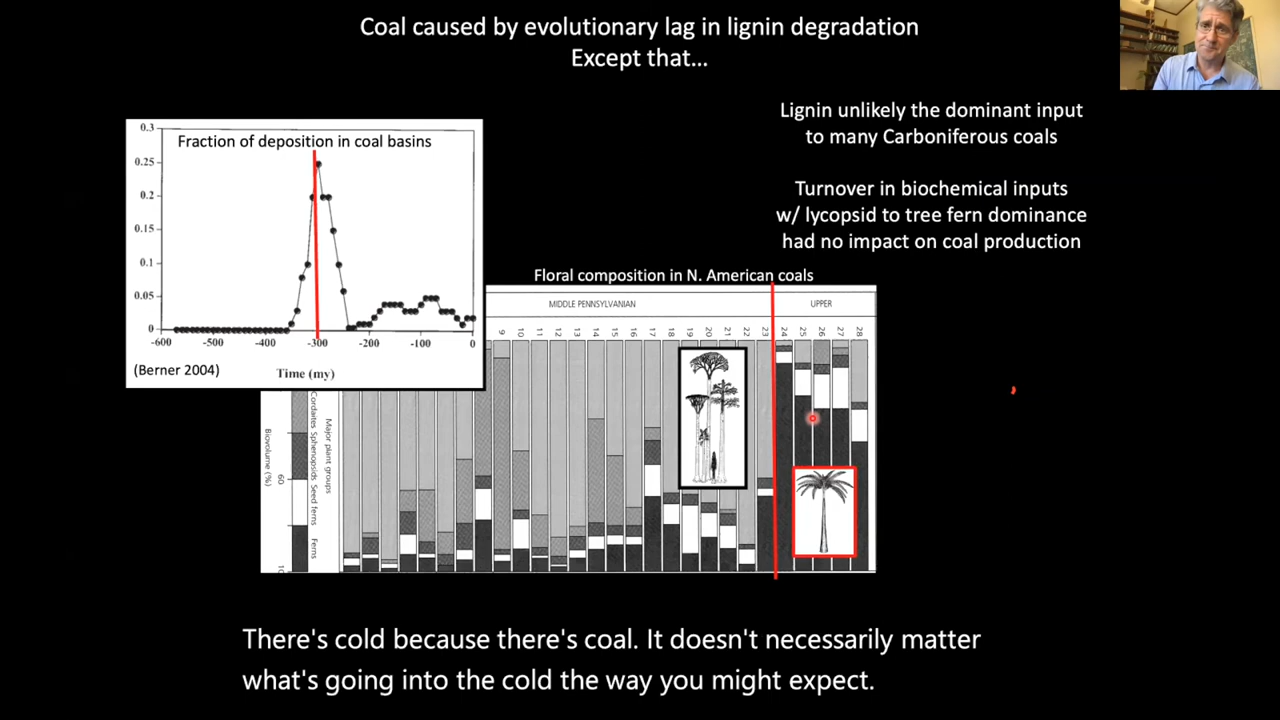 Coal caused by evolutionary lag in lignin degradation
Except that...
Lignin unlikely the dominant input
to many Carboniferous coals
Turnover in biochemical inputs
w/ lycopsid to tree fern dominance
had no impact on coal production
Fraction of deposition in coal basins
0.3
0.25
0.2
0.15
0.1
0.05
0
-600
-500
-400
-300
-200
-100
0
Time (my)
(Berner 2004)
Floral composition in N. American coals
MIDDLE PENNSYLVANIAN
UPPER
9
10
11
12
13
14
15
16
17
18
19
20
21
22
23
24
25
26
27
28
Major plant groups
Cordaites
Sphenopsids
Seed ferns
Ferns
Biovolume (%)
60
There's cold because there's coal. It doesn't necessarily matter
what's going into the cold the way you might expect.